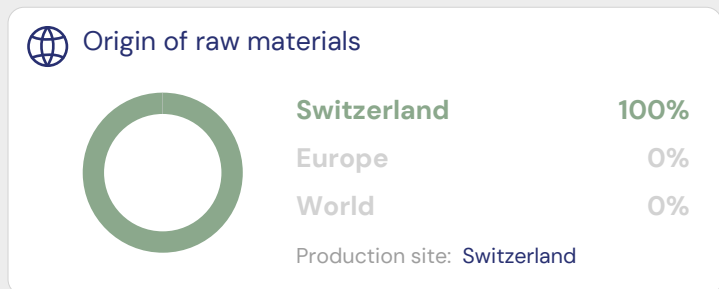 Origin of raw materials
Switzerland 100%
Europe 0%
World 0%
Production site: Switzerland